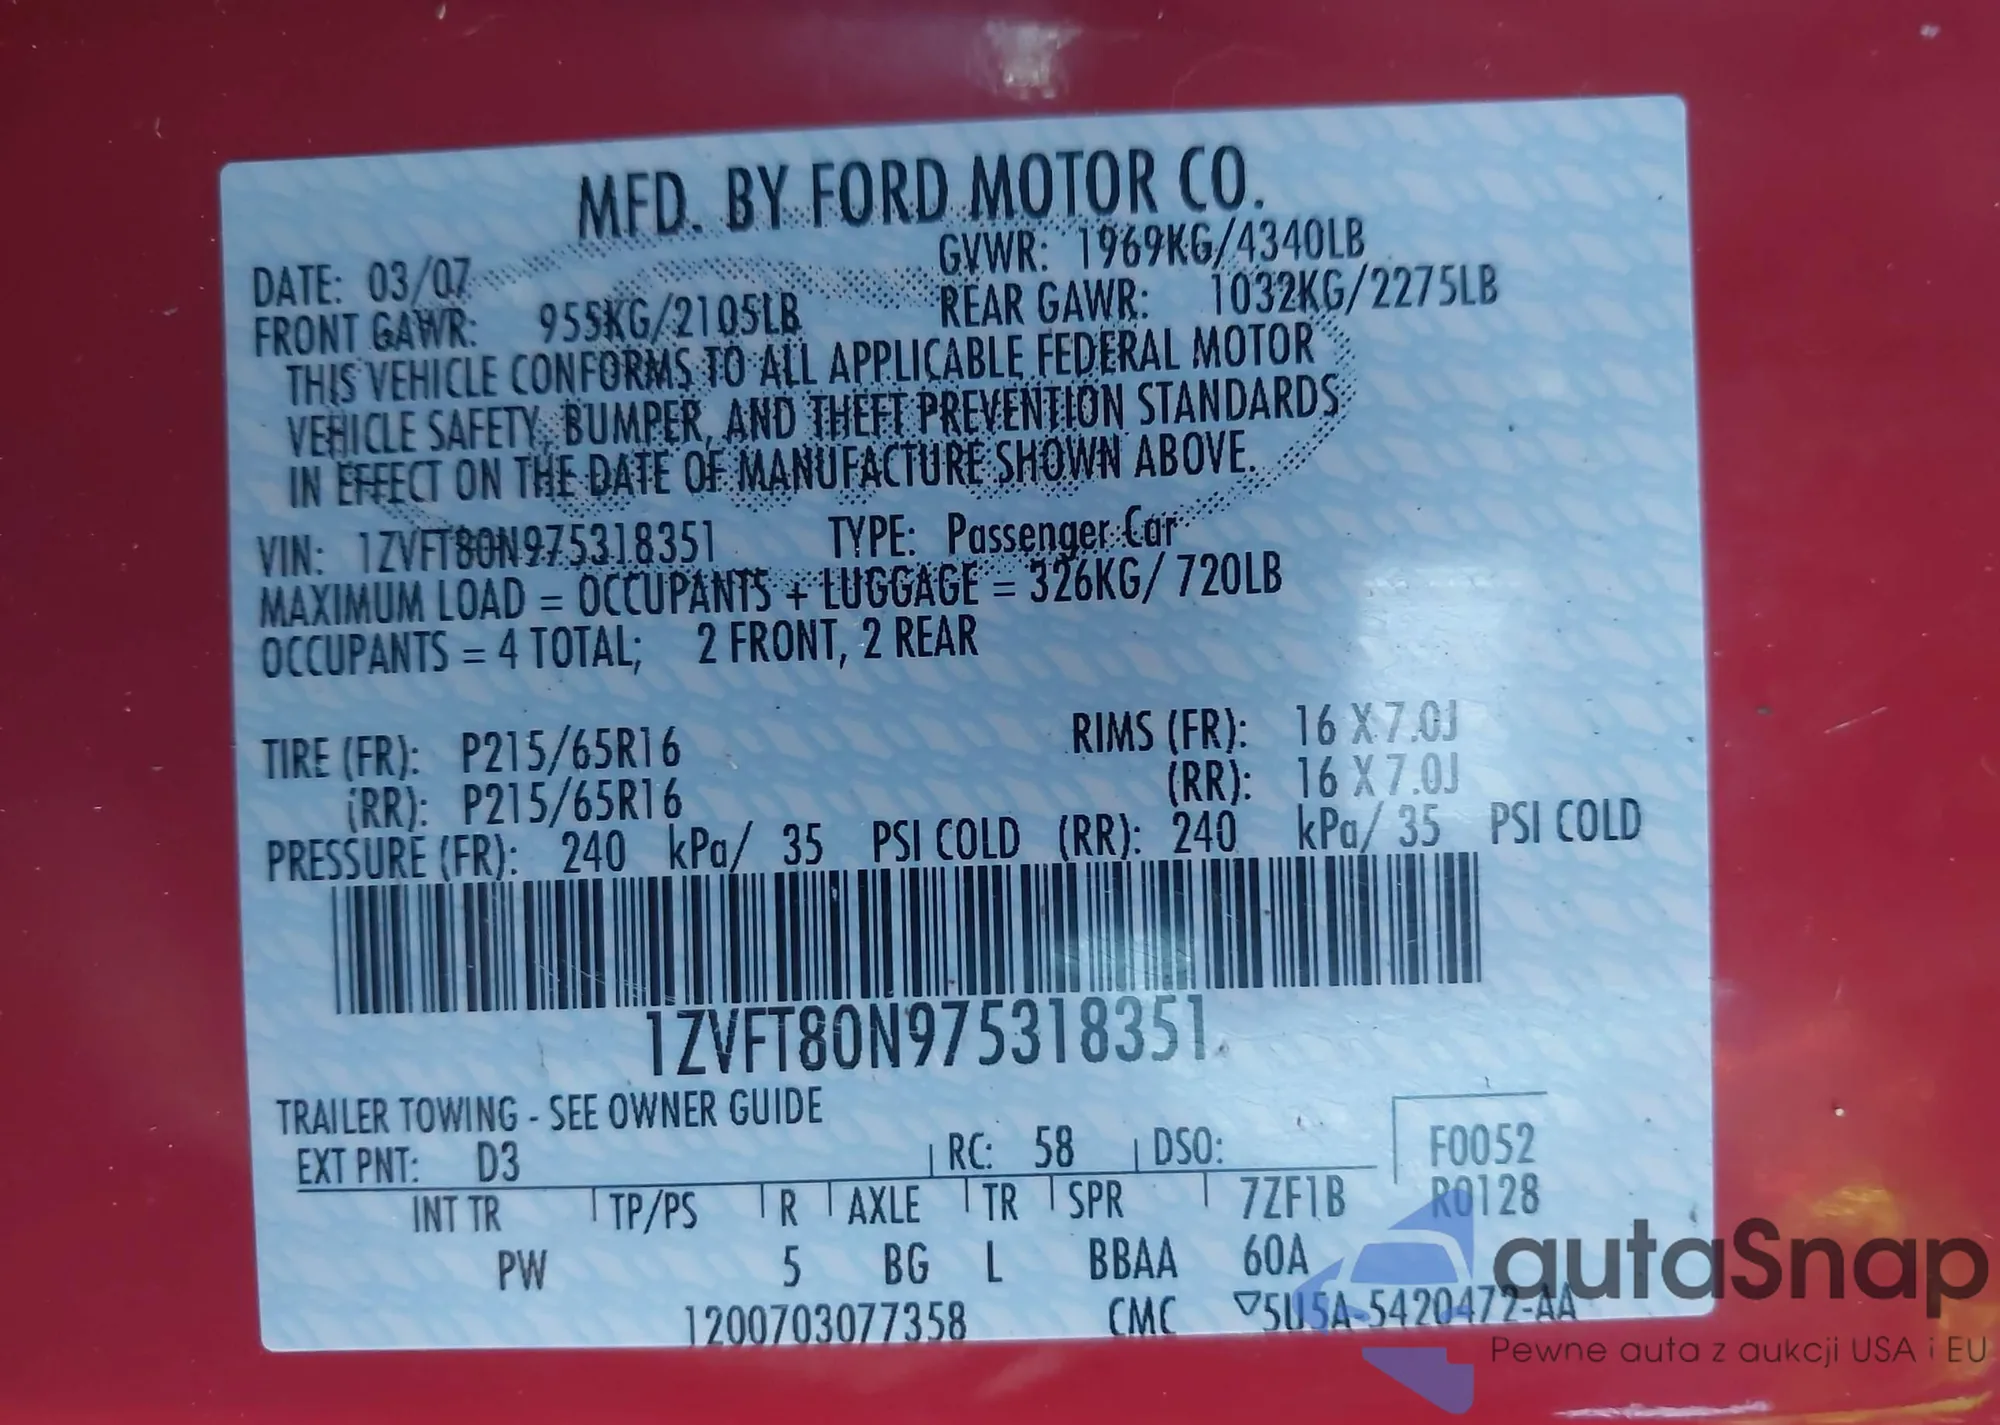 MFD. BY FORD MOTOR CO.
DATE: 03/07 GVWR: 1969KG/4340LB
FRONT GAWR: 955KG/2105LB REAR GAWR: 1032KG/2275LB
THIS VEHICLE CONFORMS TO ALL APPLICABLE FEDERAL MOTOR
VEHICLE SAFETY, BUMPER, AND THEFT PREVENTION STANDARDS
IN EFFECT ON THE DATE OF MANUFACTURE SHOWN ABOVE.
VIN: 1ZVFT80N975318351 TYPE: Passenger Car
MAXIMUM LOAD = OCCUPANTS + LUGGAGE = 326KG/ 720LB
OCCUPANTS = 4 TOTAL; 2 FRONT, 2 REAR
TIRE (FR): P215/65R16 RIMS (FR): 16 X 7.0J
(RR): P215/65R16 (RR): 16 X 7.0J
PRESSURE (FR): 240 kPa/ 35 PSI COLD (RR): 240 kPa/ 35 PSI COLD
1ZVFT80N975318351
TRAILER TOWING - SEE OWNER GUIDE
EXT PNT: D3 RC: 58 DSO: F0052
INT TR TP/PS R AXLE TR SPR 7ZF1B R0128
PW 5 BG L BBAA 60A
1200703077358 CMC ▽5U5A-5420472-AA
autaSnap
Pewne auta z aukcji USA i EU